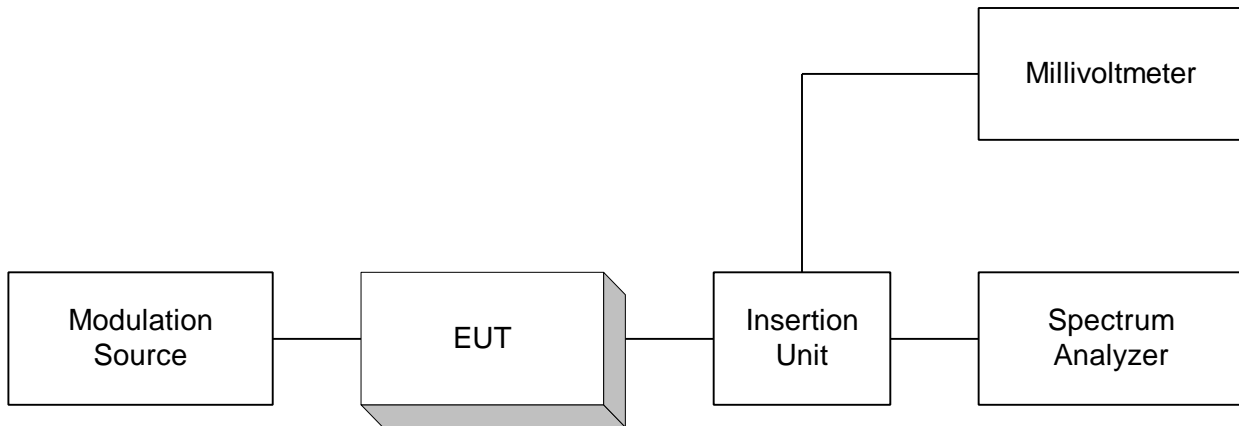 Millivoltmeter
Modulation
Source
EUT
Insertion
Unit
Spectrum
Analyzer